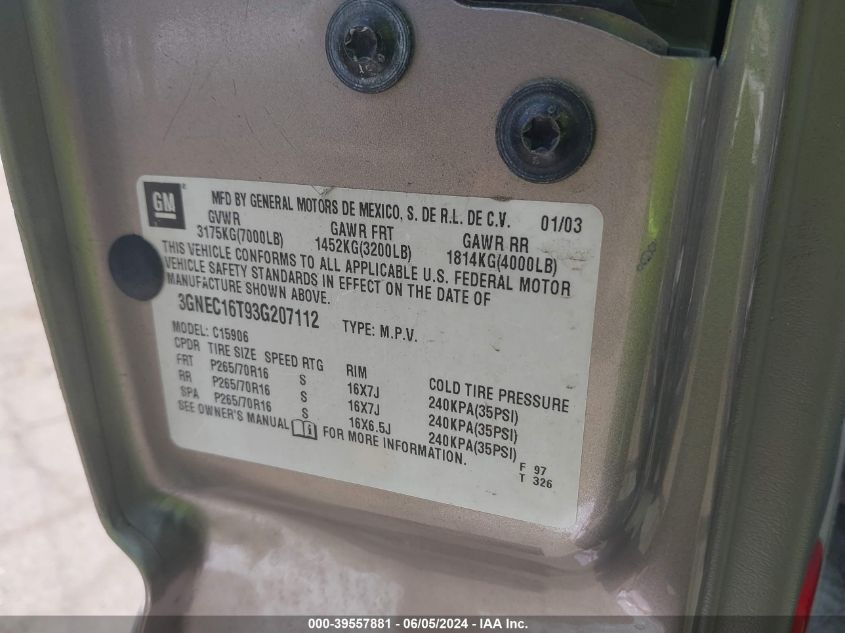 GM
MFD BY GENERAL MOTORS DE MEXICO, S. DE R.L. DE C.V. 01/03
GVWR GAWR FRT GAWR RR
3175KG(7000LB) 1452KG(3200LB) 1814KG(4000LB)
THIS VEHICLE CONFORMS TO ALL APPLICABLE U.S. FEDERAL MOTOR
VEHICLE SAFETY STANDARDS IN EFFECT ON THE DATE OF
MANUFACTURE SHOWN ABOVE.
3GNEC16T93G207112 TYPE: M.P.V.
MODEL: C15906
CPDR TIRE SIZE SPEED RTG RIM COLD TIRE PRESSURE
FRT P265/70R16 S 16X7J 240KPA(35PSI)
RR P265/70R16 S 16X7J 240KPA(35PSI)
SPA P265/70R16 S 16X6.5J 240KPA(35PSI)
SEE OWNER'S MANUAL FOR MORE INFORMATION.
F 97
T 326
000-39557881 - 06/05/2024 - IAA Inc.